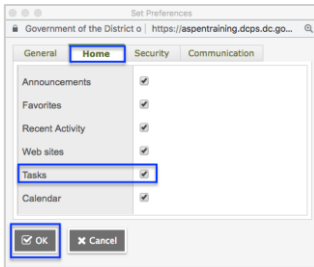 Set Preferences
Government of the District o | https://aspentraining.dcps.dc.go...
General Home Security Communication
Announcements
Favorites
Recent Activity
Web sites
Tasks
Calendar
OK Cancel